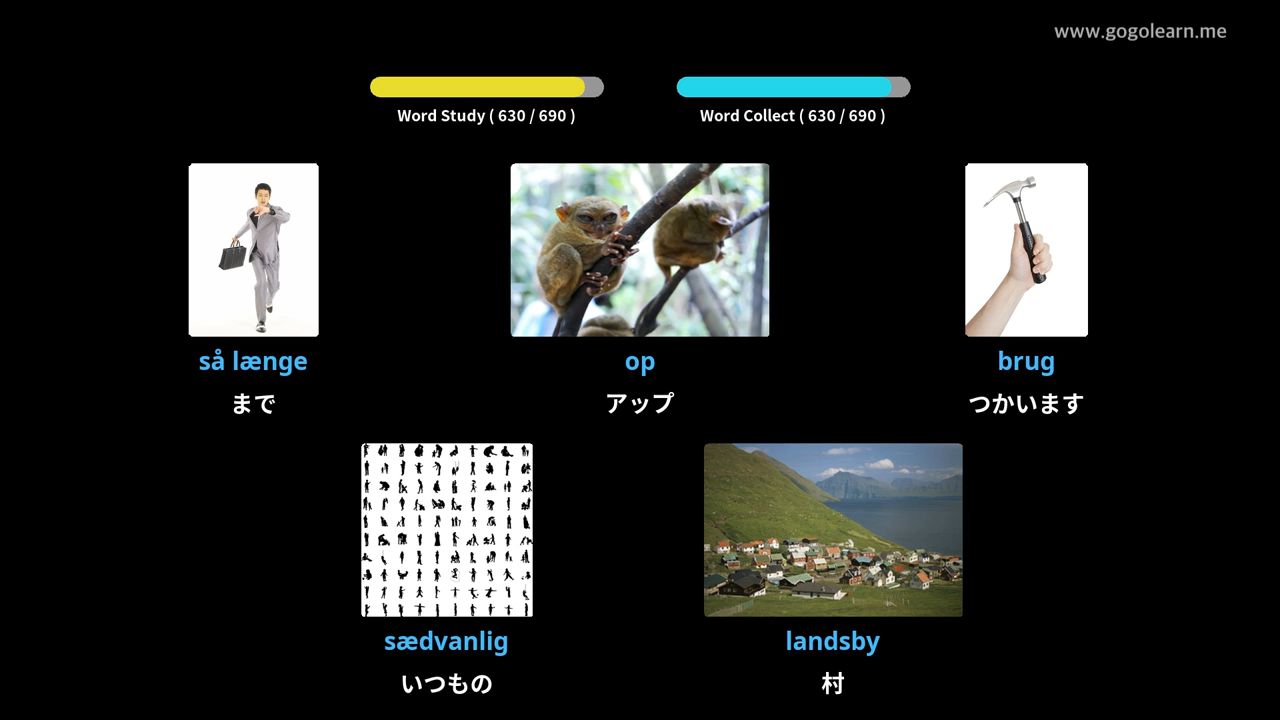 www.gogolearn.me
Word Study ( 630 / 690 )
Word Collect ( 630 / 690 )
så længe
まで
op
アップ
brug
つかいます
sædvanlig
いつもの
landsby
村